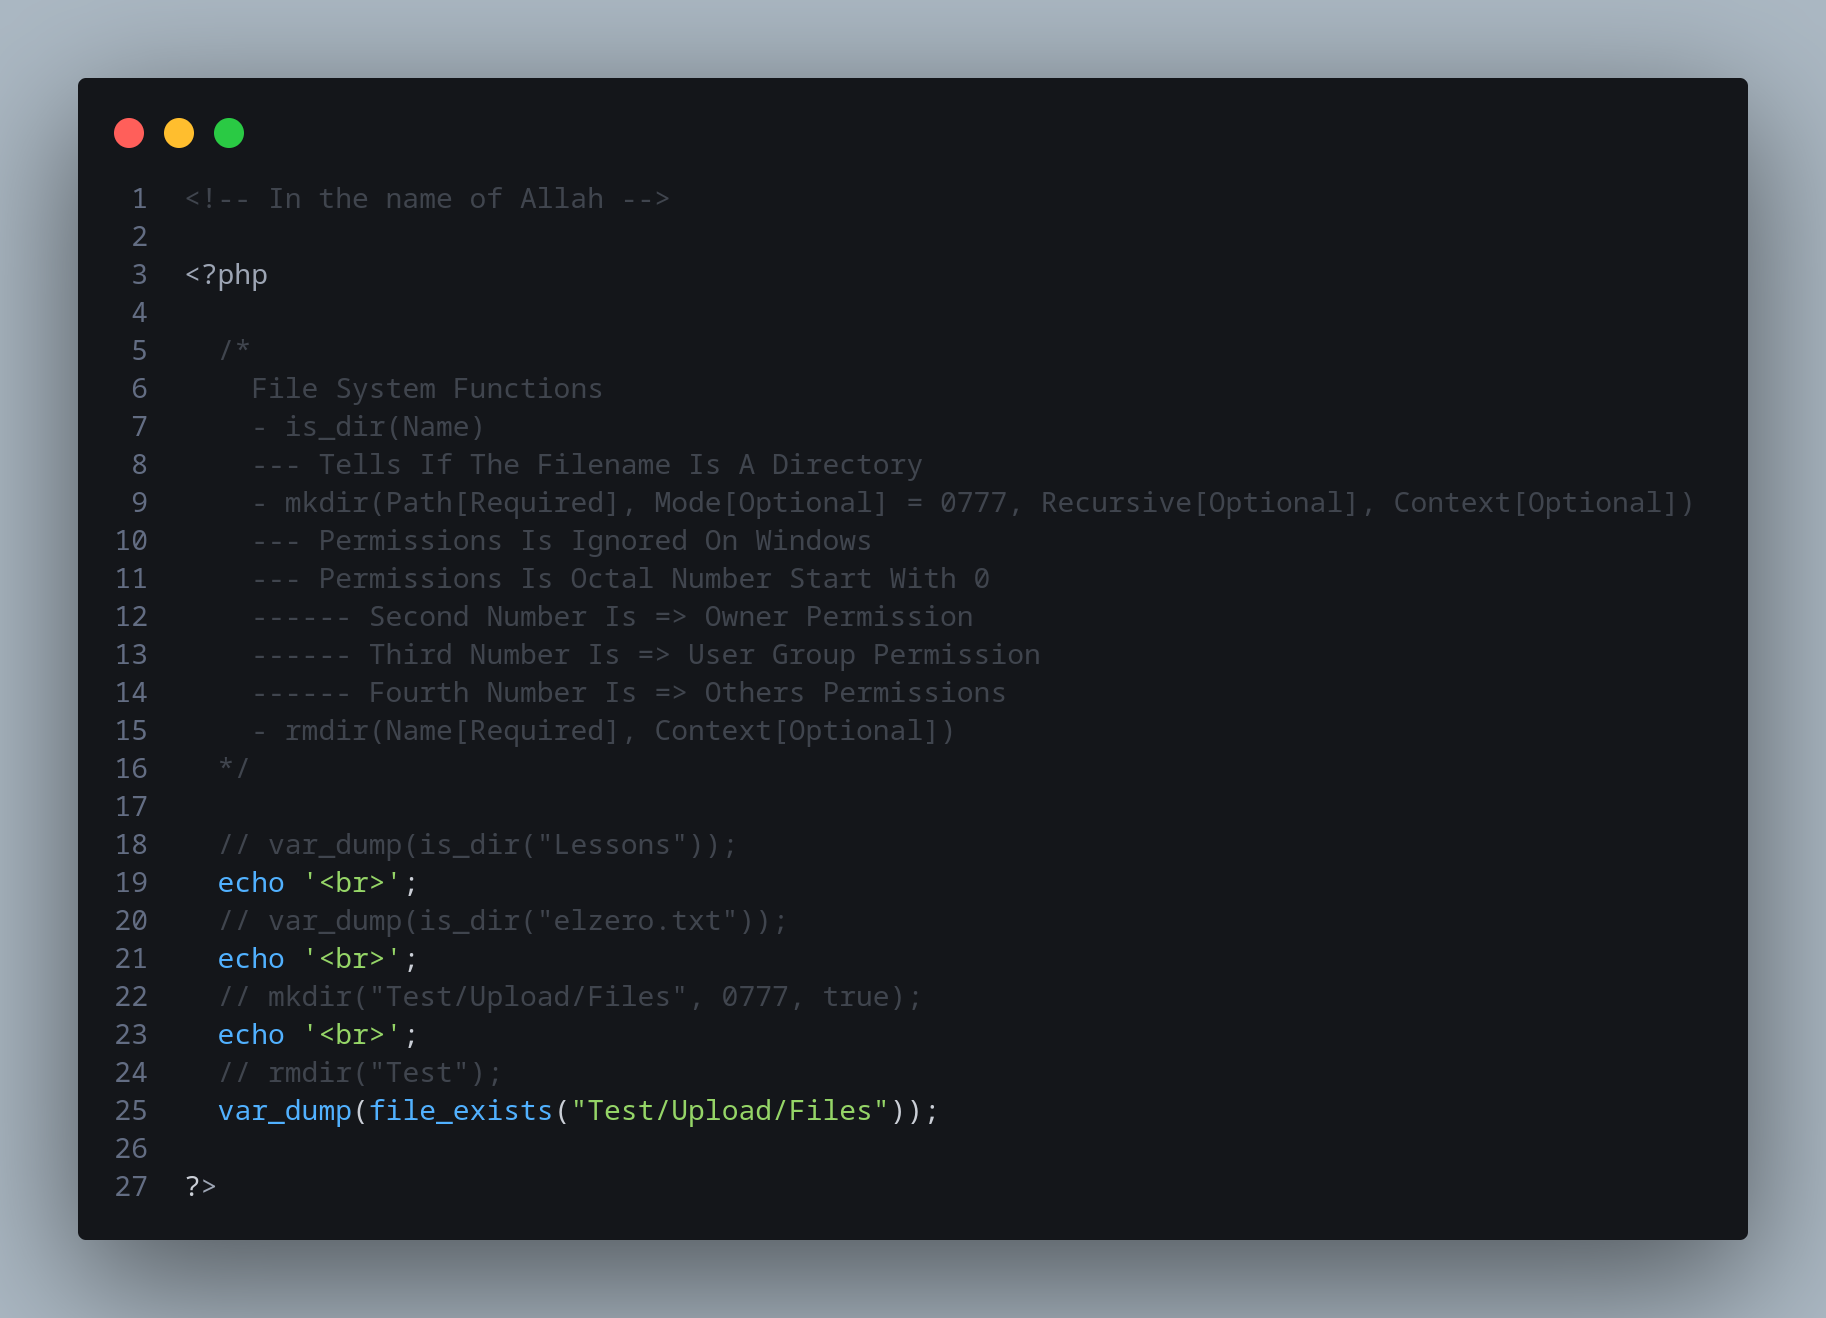 1 <!-- In the name of Allah -->
2
3 <?php
4
5 /*
6 File System Functions
7 - is_dir(Name)
8 --- Tells If The Filename Is A Directory
9 - mkdir(Path[Required], Mode[Optional] = 0777, Recursive[Optional], Context[Optional])
10 --- Permissions Is Ignored On Windows
11 --- Permissions Is Octal Number Start With 0
12 ------ Second Number Is => Owner Permission
13 ------ Third Number Is => User Group Permission
14 ------ Fourth Number Is => Others Permissions
15 - rmdir(Name[Required], Context[Optional])
16 */
17
18 // var_dump(is_dir("Lessons"));
19 echo '<br>';
20 // var_dump(is_dir("elzero.txt"));
21 echo '<br>';
22 // mkdir("Test/Upload/Files", 0777, true);
23 echo '<br>';
24 // rmdir("Test");
25 var_dump(file_exists("Test/Upload/Files"));
26
27 ?>